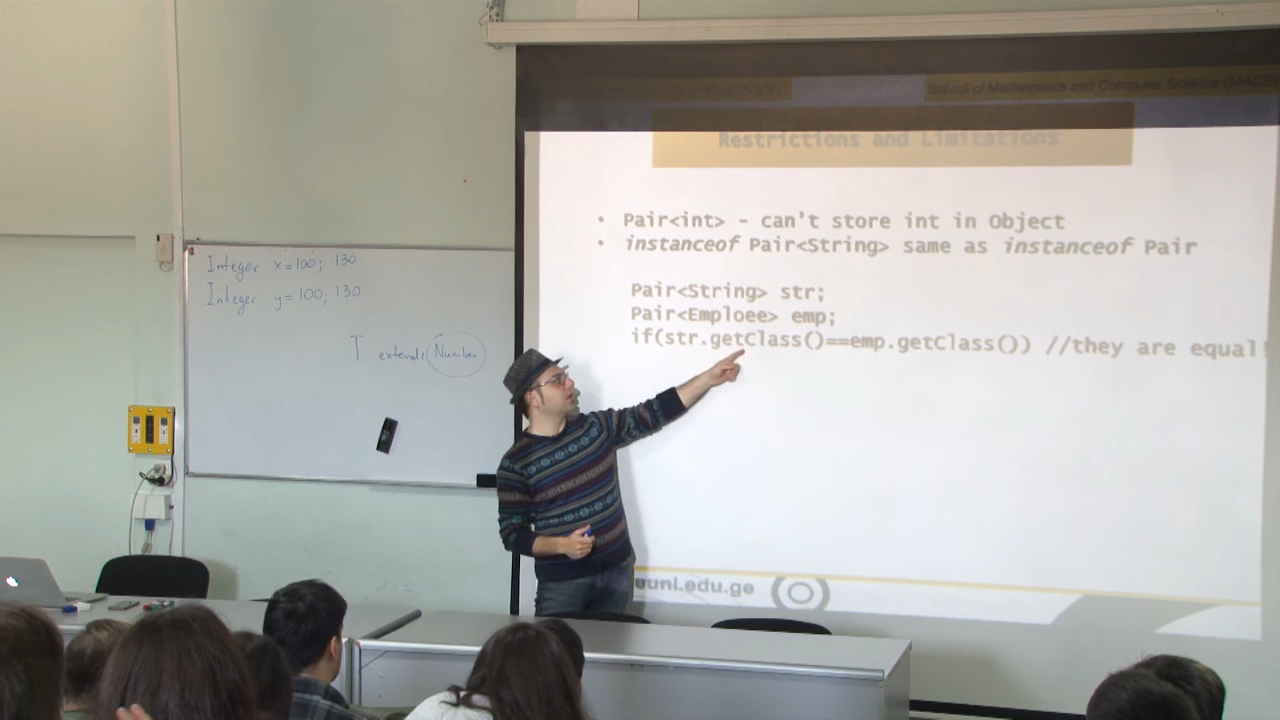 Integer x=100; 130
Integer y=100; 130
T extends Number
School of Mathematics and Computer Science (MACS
Restrictions and Limitations
• Pair<int> - can't store int in Object
• instanceof Pair<String> same as instanceof Pair
Pair<String> str;
Pair<Emploee> emp;
if(str.getClass()==emp.getClass()) //they are equal!
uni.edu.ge